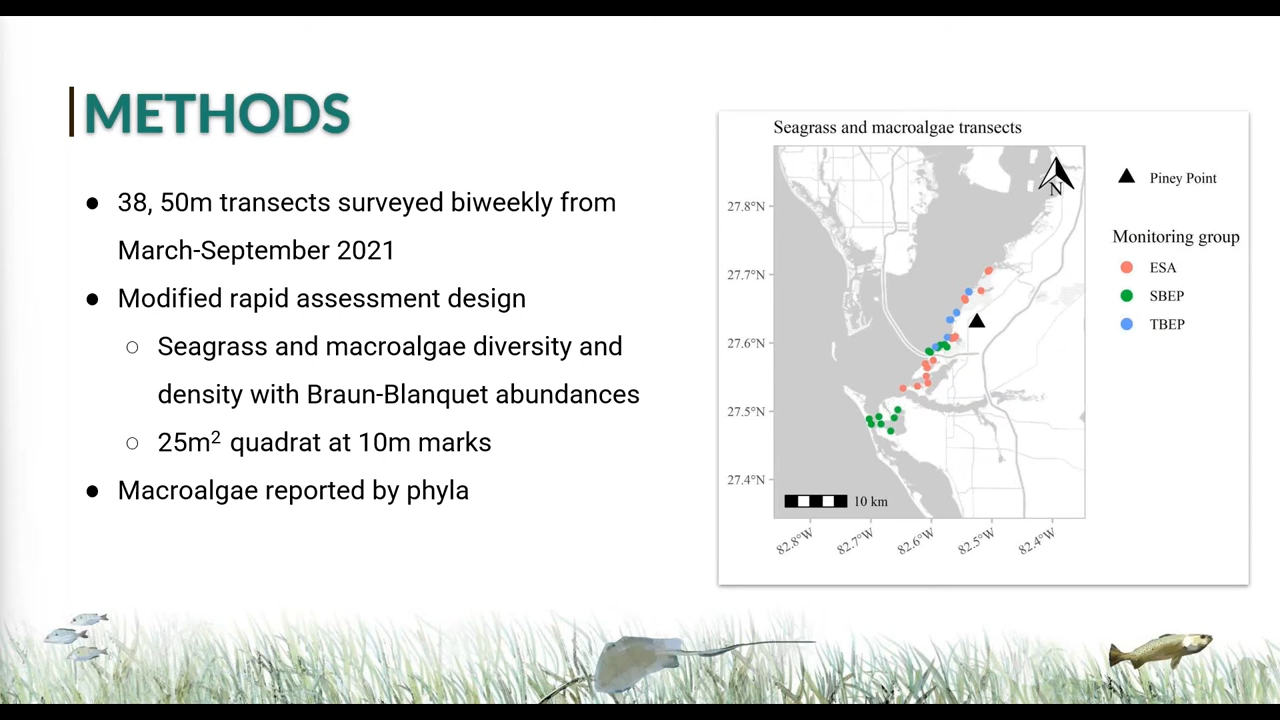 METHODS
● 38, 50m transects surveyed biweekly from
March-September 2021
● Modified rapid assessment design
○ Seagrass and macroalgae diversity and
density with Braun-Blanquet abundances
○ 25m² quadrat at 10m marks
● Macroalgae reported by phyla
Seagrass and macroalgae transects
N
27.8°N
27.7°N
27.6°N
27.5°N
27.4°N
10 km
82.8°W
82.7°W
82.6°W
82.5°W
82.4°W
Piney Point
Monitoring group
ESA
SBEP
TBEP